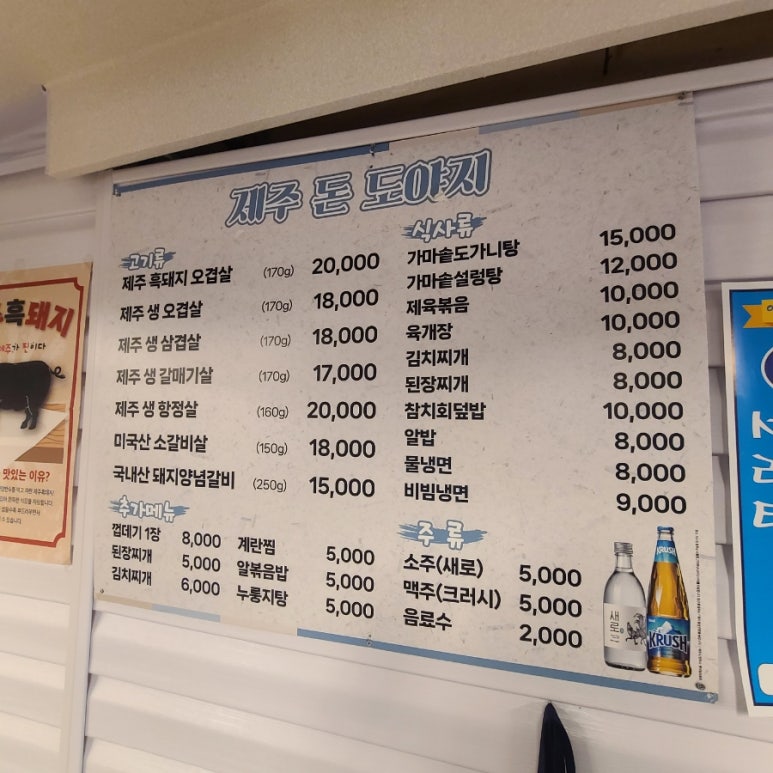 제주 돈 도야지
고기류
제주 흑돼지 오겹살 (170g) 20,000
제주 생 오겹살 (170g) 18,000
제주 생 삼겹살 (170g) 18,000
제주 생 갈매기살 (170g) 17,000
제주 생 항정살 (160g) 20,000
미국산 소갈비살 (150g) 18,000
국내산 돼지양념갈비 (250g) 15,000
추가메뉴
껍데기 1장 8,000
된장찌개 5,000
김치찌개 6,000
계란찜 5,000
알볶음밥 5,000
누룽지탕 5,000
식사류
가마솥도가니탕 15,000
가마솥설렁탕 12,000
제육볶음 10,000
육개장 10,000
김치찌개 8,000
된장찌개 8,000
참치회덮밥 10,000
알밥 8,000
물냉면 8,000
비빔냉면 9,000
주 류
소주(새로) 5,000
맥주(크러시) 5,000
음료수 2,000
새로
KRUSH
KRUSH
흑돼지
맛있는 이유?